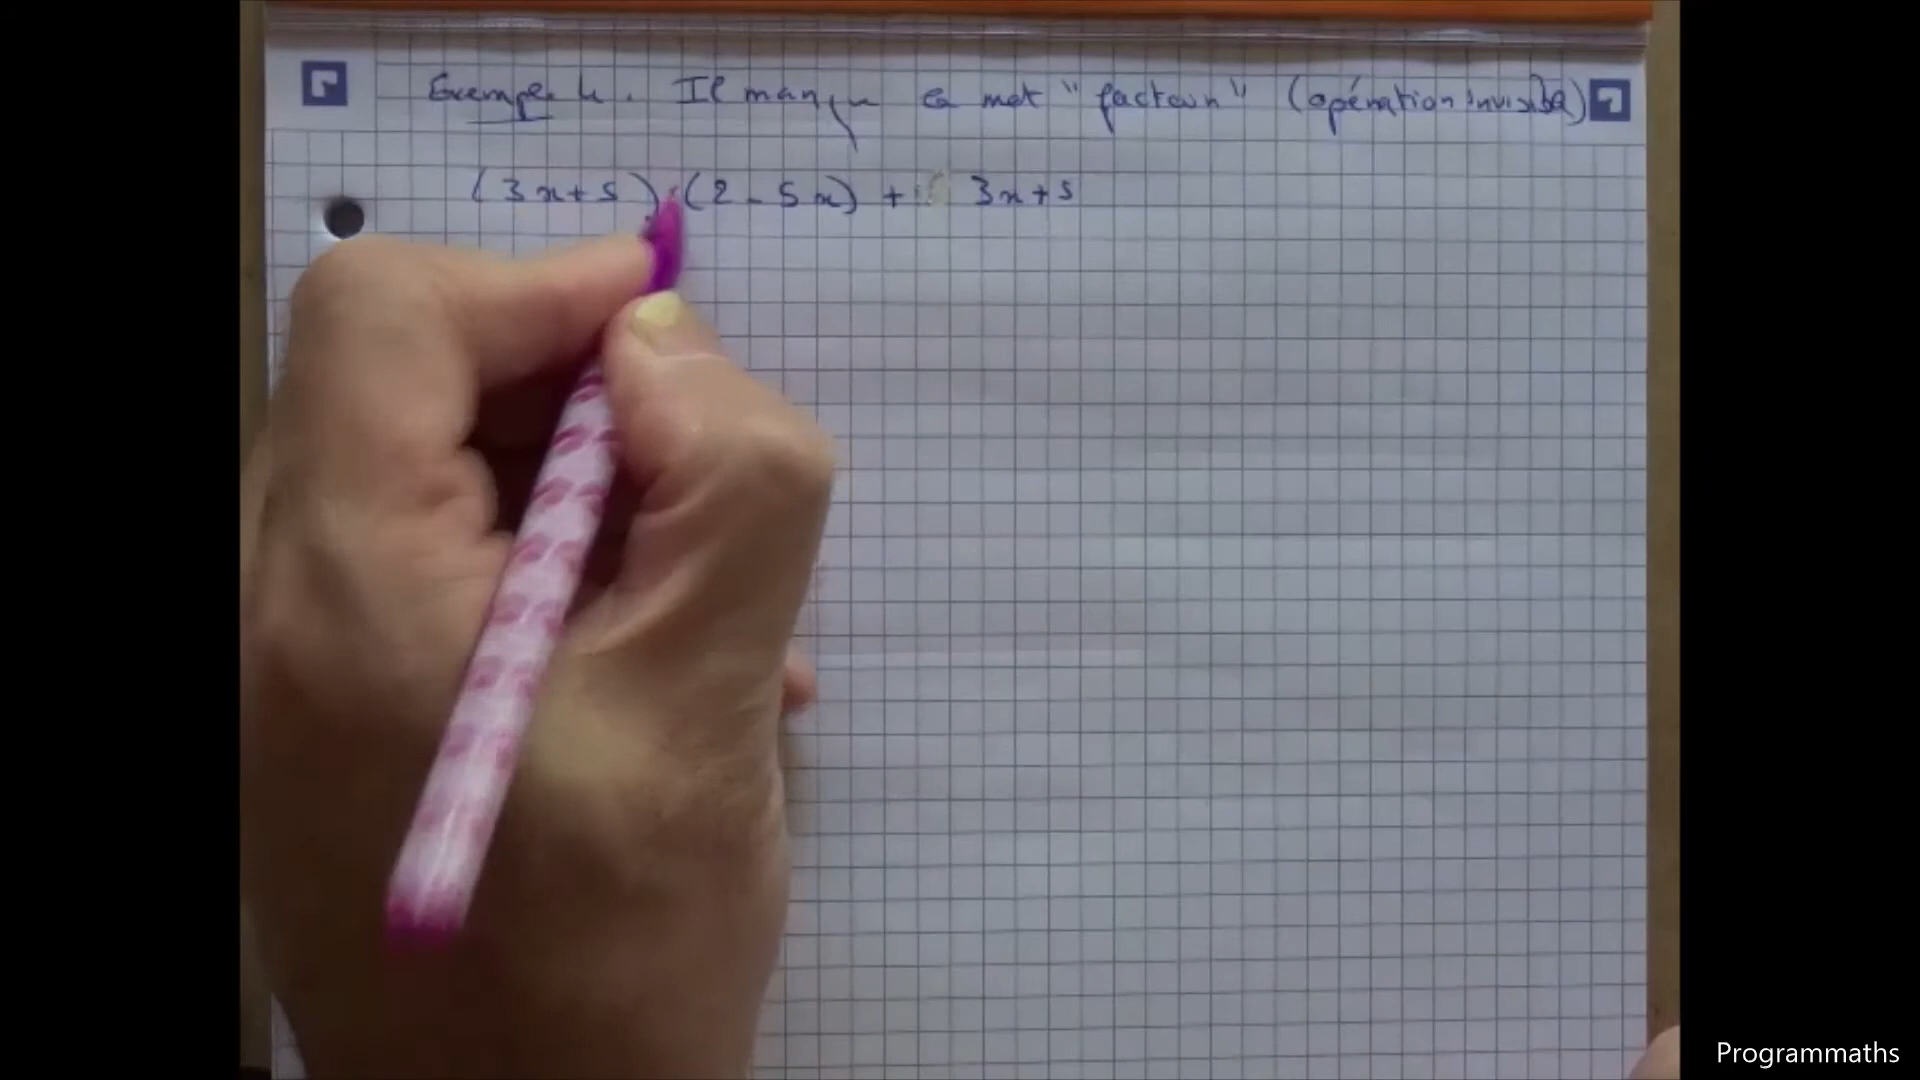 Exemple 4. Il manque le mot "facteur" (opération invisible)
(3x+5) (2-5x) + 3x+5
Programmaths